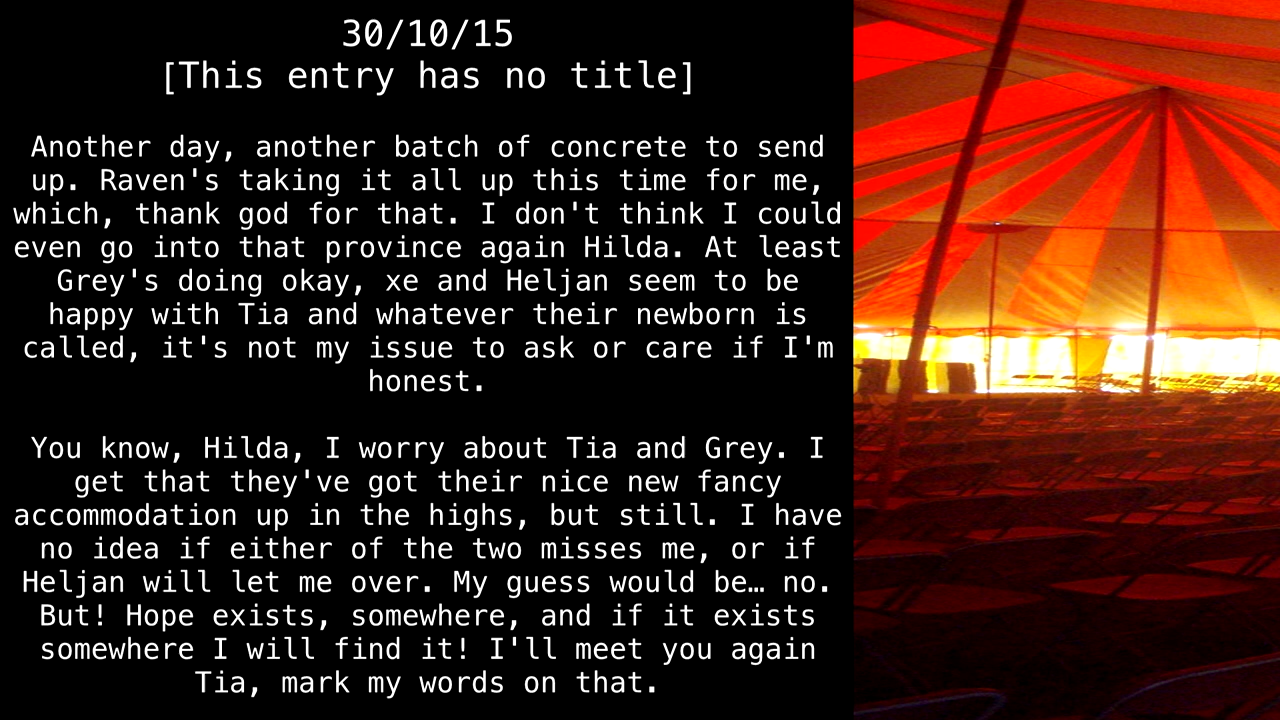 30/10/15
[This entry has no title]
Another day, another batch of concrete to send
up. Raven's taking it all up this time for me,
which, thank god for that. I don't think I could
even go into that province again Hilda. At least
Grey's doing okay, xe and Heljan seem to be
happy with Tia and whatever their newborn is
called, it's not my issue to ask or care if I'm
honest.
You know, Hilda, I worry about Tia and Grey. I
get that they've got their nice new fancy
accommodation up in the highs, but still. I have
no idea if either of the two misses me, or if
Heljan will let me over. My guess would be… no.
But! Hope exists, somewhere, and if it exists
somewhere I will find it! I'll meet you again
Tia, mark my words on that.